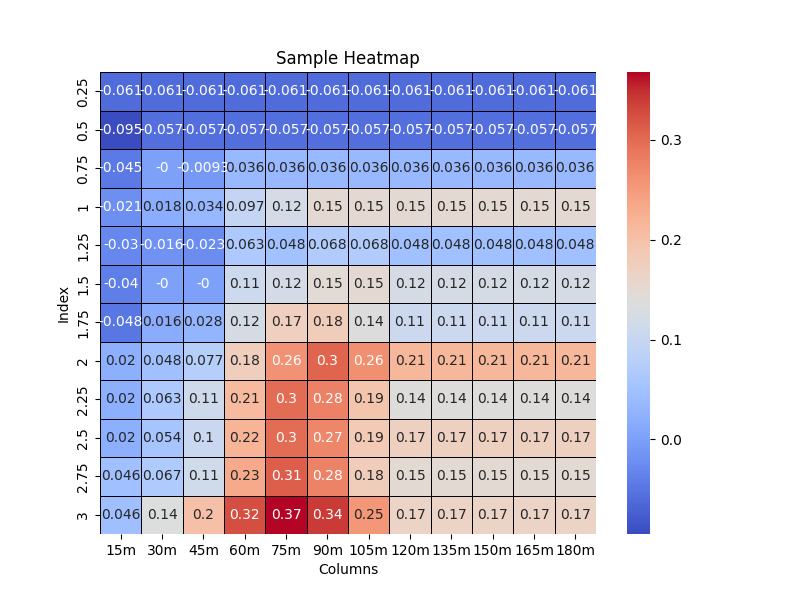 Sample Heatmap
0.25 -0.061 -0.061 -0.061 -0.061 -0.061 -0.061 -0.061 -0.061 -0.061 -0.061 -0.061 -0.061
0.5 -0.095 -0.057 -0.057 -0.057 -0.057 -0.057 -0.057 -0.057 -0.057 -0.057 -0.057 -0.057
0.75 -0.045 -0 -0.0093 0.036 0.036 0.036 0.036 0.036 0.036 0.036 0.036 0.036
1 -0.021 0.018 0.034 0.097 0.12 0.15 0.15 0.15 0.15 0.15 0.15 0.15
1.25 -0.03 -0.016 -0.023 0.063 0.048 0.068 0.068 0.048 0.048 0.048 0.048 0.048
1.5 -0.04 -0 -0 0.11 0.12 0.15 0.15 0.12 0.12 0.12 0.12 0.12
1.75 -0.048 0.016 0.028 0.12 0.17 0.18 0.14 0.11 0.11 0.11 0.11 0.11
2 0.02 0.048 0.077 0.18 0.26 0.3 0.26 0.21 0.21 0.21 0.21 0.21
2.25 0.02 0.063 0.11 0.21 0.3 0.28 0.19 0.14 0.14 0.14 0.14 0.14
2.5 0.02 0.054 0.1 0.22 0.3 0.27 0.19 0.17 0.17 0.17 0.17 0.17
2.75 0.046 0.067 0.11 0.23 0.31 0.28 0.18 0.15 0.15 0.15 0.15 0.15
3 0.046 0.14 0.2 0.32 0.37 0.34 0.25 0.17 0.17 0.17 0.17 0.17
15m 30m 45m 60m 75m 90m 105m 120m 135m 150m 165m 180m
Columns
Index
0.3
0.2
0.1
0.0